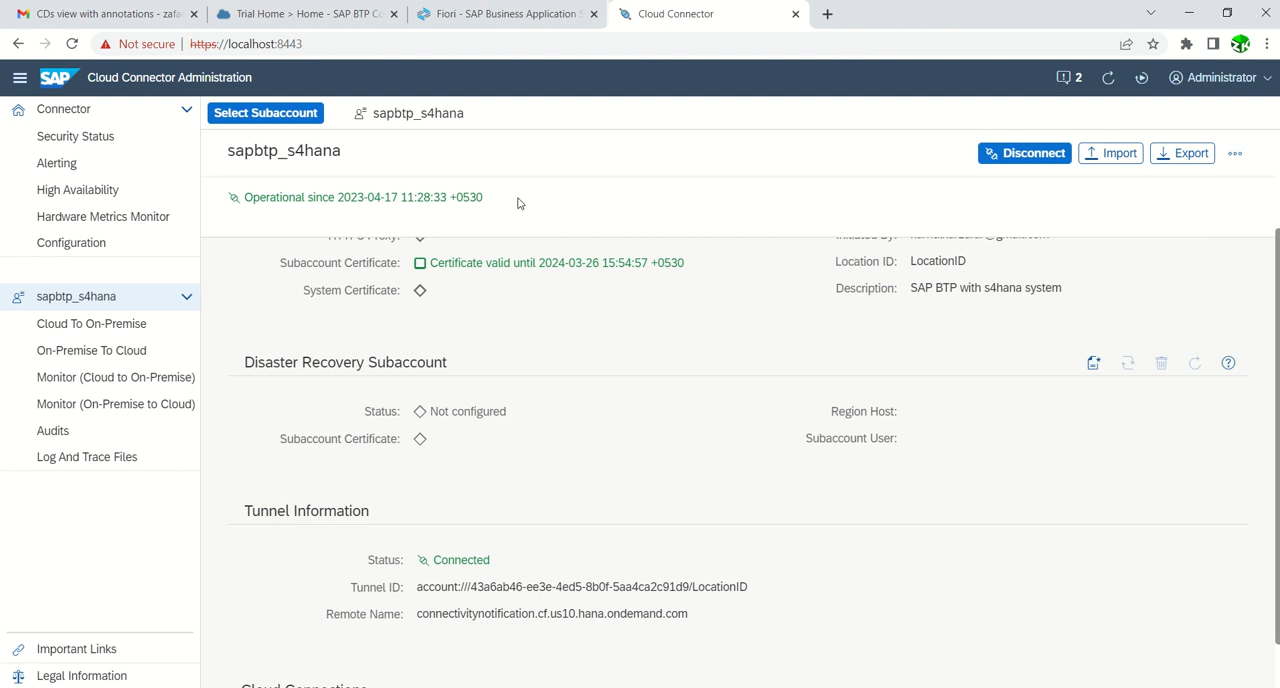 CDs view with annotations - zafa
Trial Home > Home - SAP BTP Co
Fiori - SAP Business Application S
Cloud Connector
Not secure | https://localhost:8443
SAP Cloud Connector Administration
2
Administrator
Connector
Security Status
Alerting
High Availability
Hardware Metrics Monitor
Configuration
sapbtp_s4hana
Cloud To On-Premise
On-Premise To Cloud
Monitor (Cloud to On-Premise)
Monitor (On-Premise to Cloud)
Audits
Log And Trace Files
Important Links
Legal Information
Select Subaccount
sapbtp_s4hana
sapbtp_s4hana
Disconnect
Import
Export
Operational since 2023-04-17 11:28:33 +0530
Subaccount Certificate: Certificate valid until 2024-03-26 15:54:57 +0530
System Certificate:
Location ID: LocationID
Description: SAP BTP with s4hana system
Disaster Recovery Subaccount
Status: Not configured
Subaccount Certificate:
Region Host:
Subaccount User:
Tunnel Information
Status: Connected
Tunnel ID: account:///43a6ab46-ee3e-4ed5-8b0f-5aa4ca2c91d9/LocationID
Remote Name: connectivitynotification.cf.us10.hana.ondemand.com
Cloud Connections